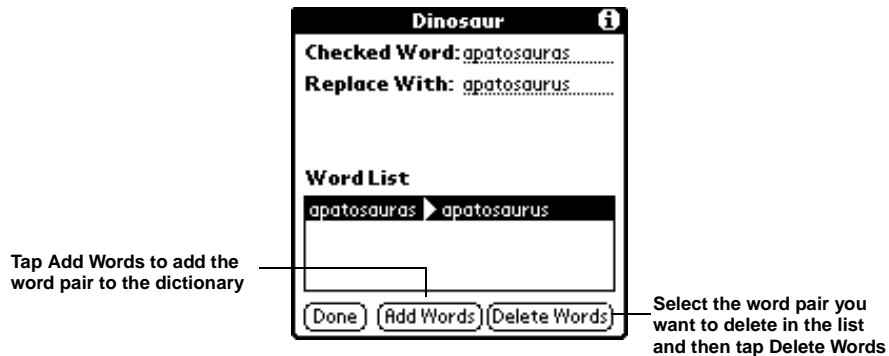 Dinosaur i
Checked Word: apatosauras
Replace With: apatosaurus
Word List
apatosauras apatosaurus
Tap Add Words to add the
word pair to the dictionary
Done Add Words Delete Words
Select the word pair you
want to delete in the list
and then tap Delete Words